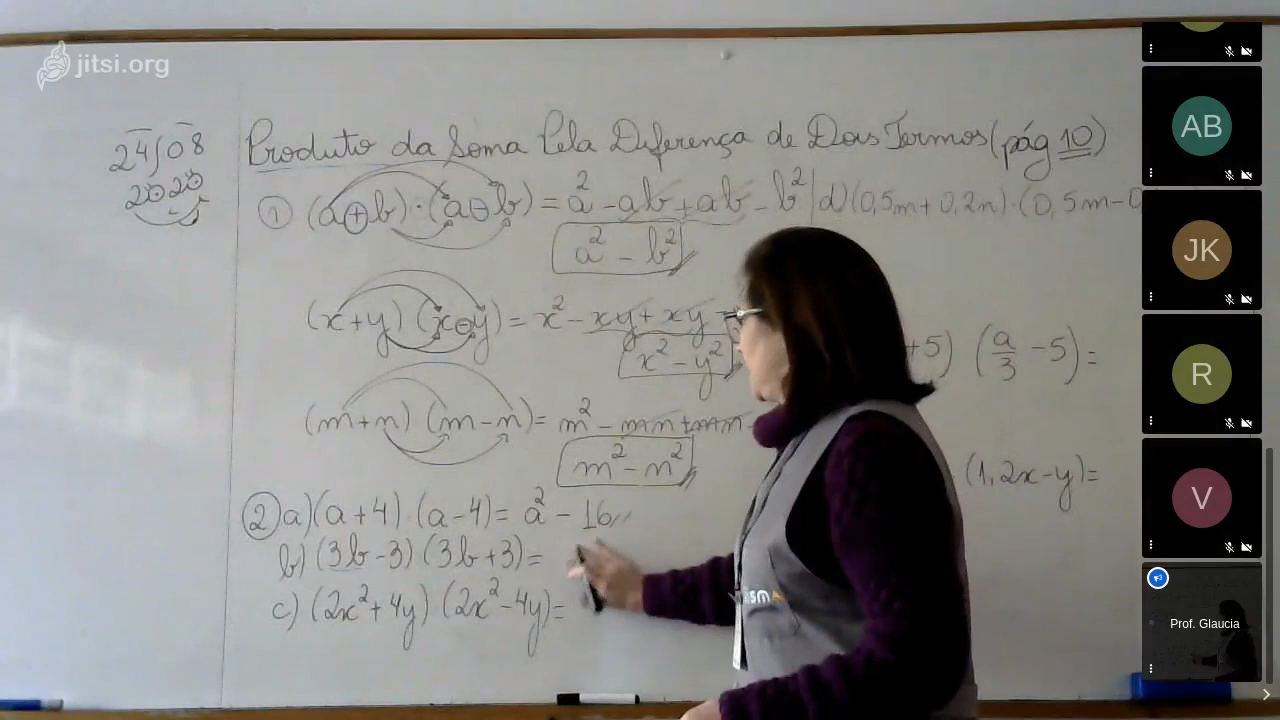 jitsi.org
24/08
2020
Produto da Soma Pela Diferença de Dois Termos (pág 10)
① (a+b)·(a-b) = a² - ab + ab - b²
a² - b²
(x+y) (x-y) = x² - xy + xy
x² - y²
(m+n) (m-n) = m² - mn + mn -
m² - n²
② a) (a+4)·(a-4) = a² - 16
b) (3b-3) (3b+3) =
c) (2x²+4y) (2x²-4y) =
d) (0,5m+0,2n)·(0,5m-0
+5) (a/3 -5) =
(1,2x-y) =
AB
JK
R
V
Prof. Glaucia